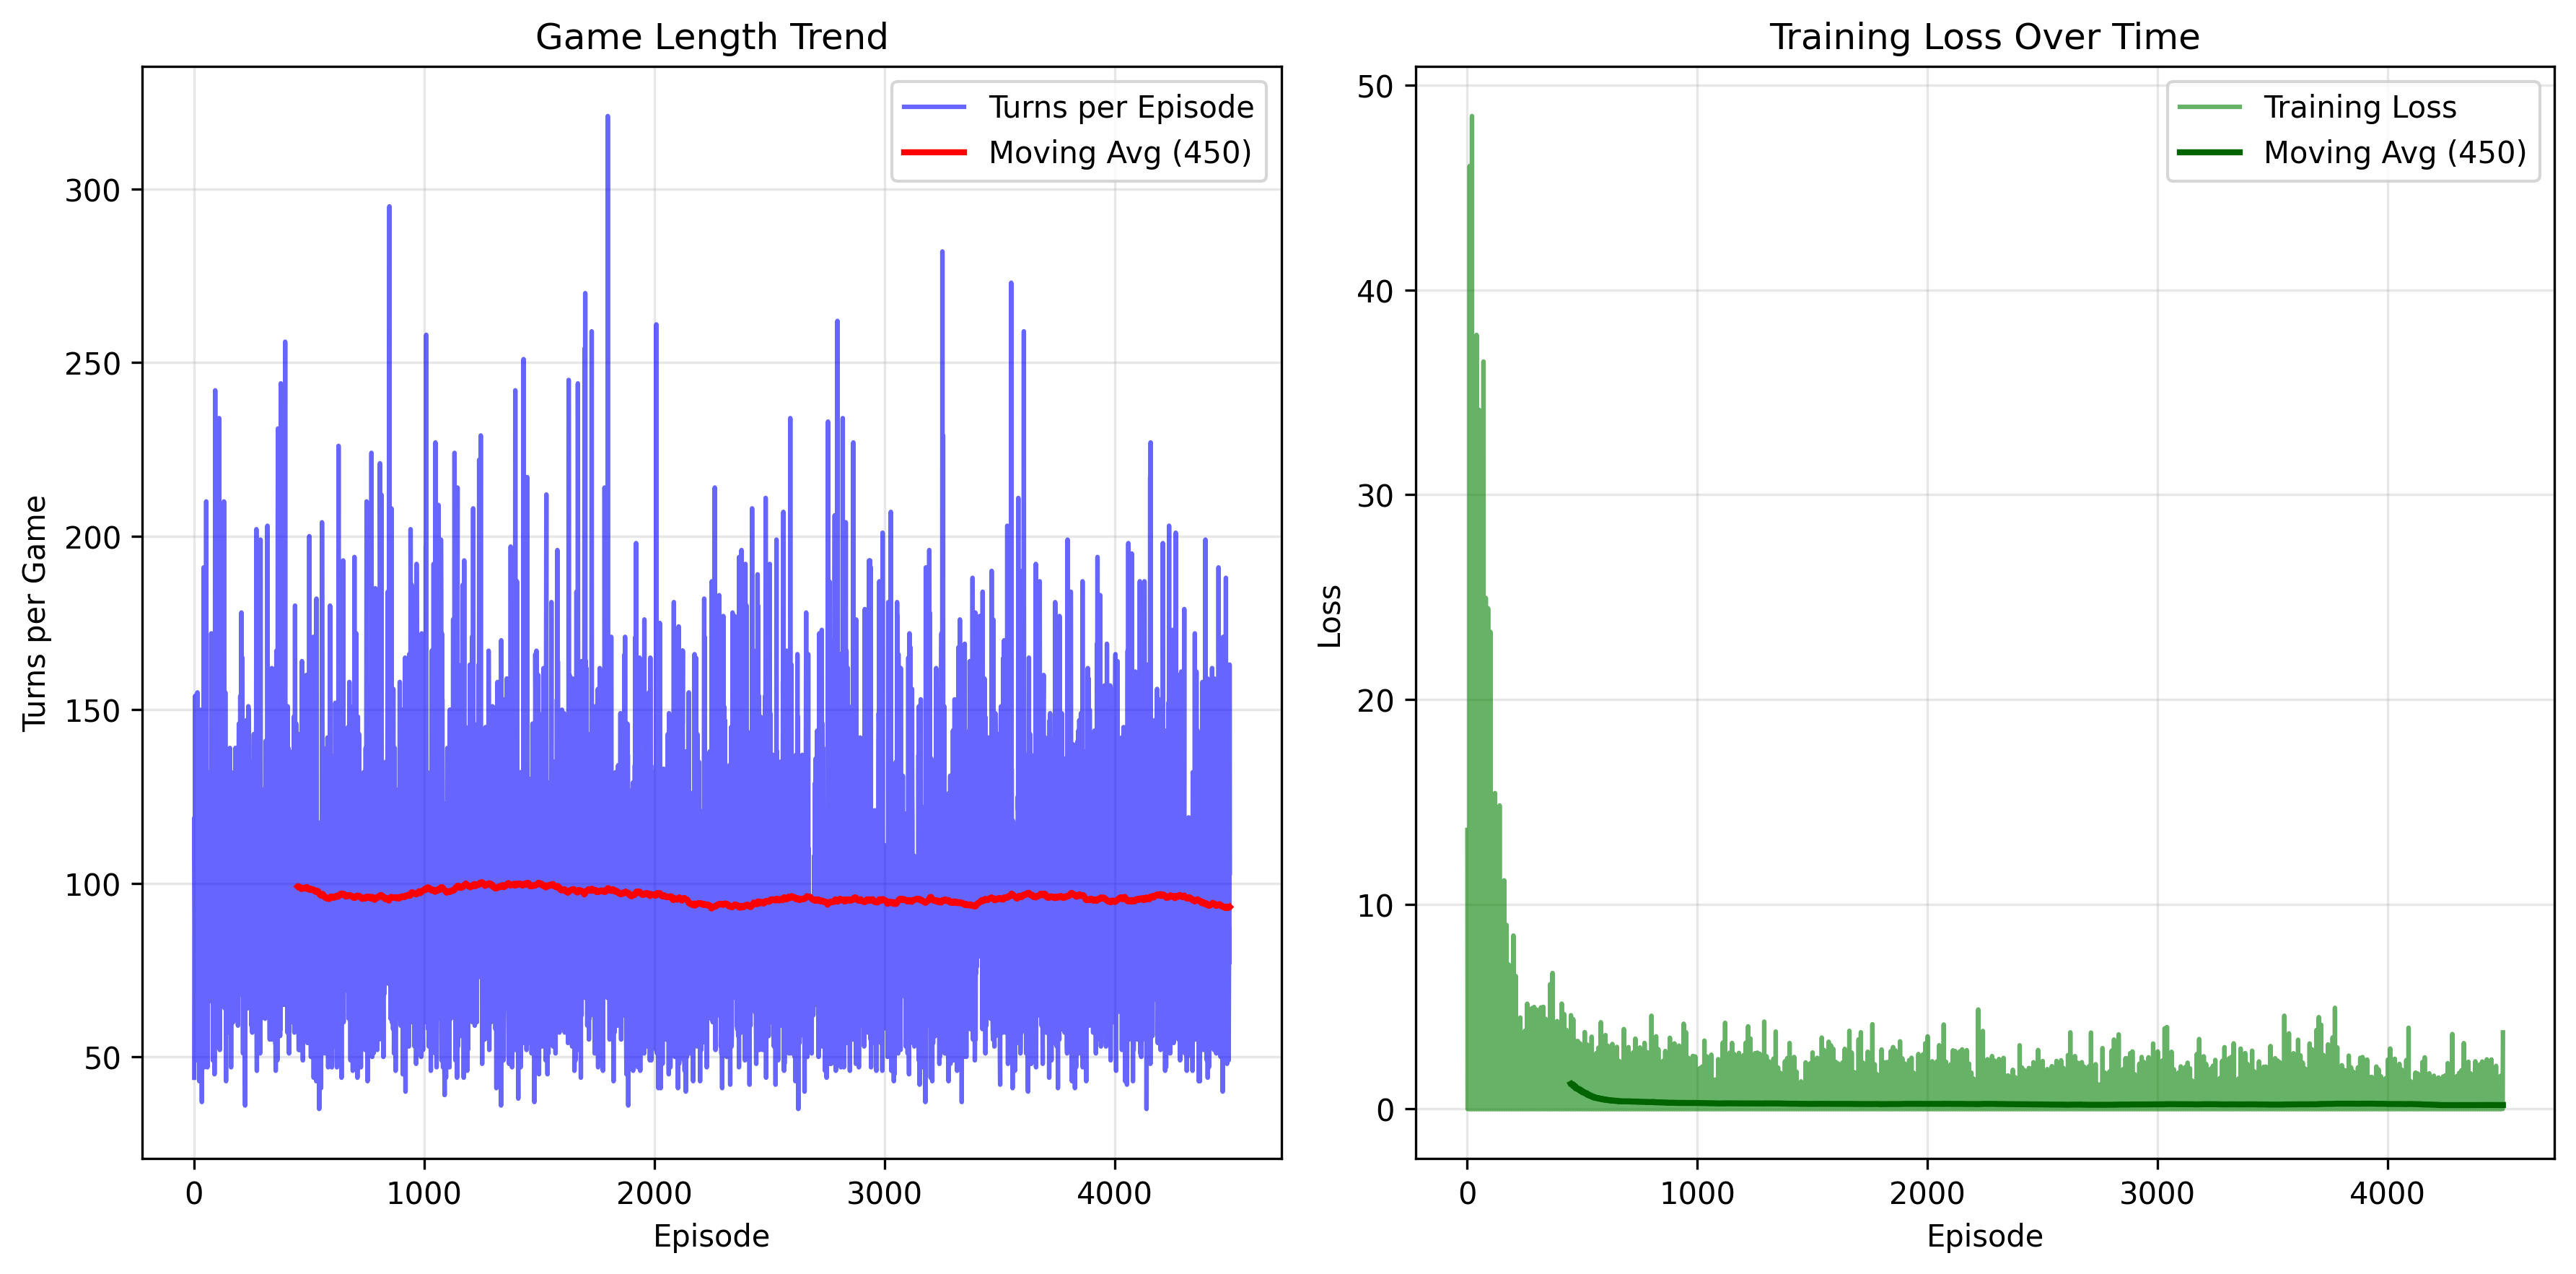 Game Length Trend
Turns per Episode
Moving Avg (450)
300
250
200
150
100
50
Turns per Game
0
1000
2000
3000
4000
Episode
Training Loss Over Time
Training Loss
Moving Avg (450)
50
40
30
20
10
0
Loss
0
1000
2000
3000
4000
Episode